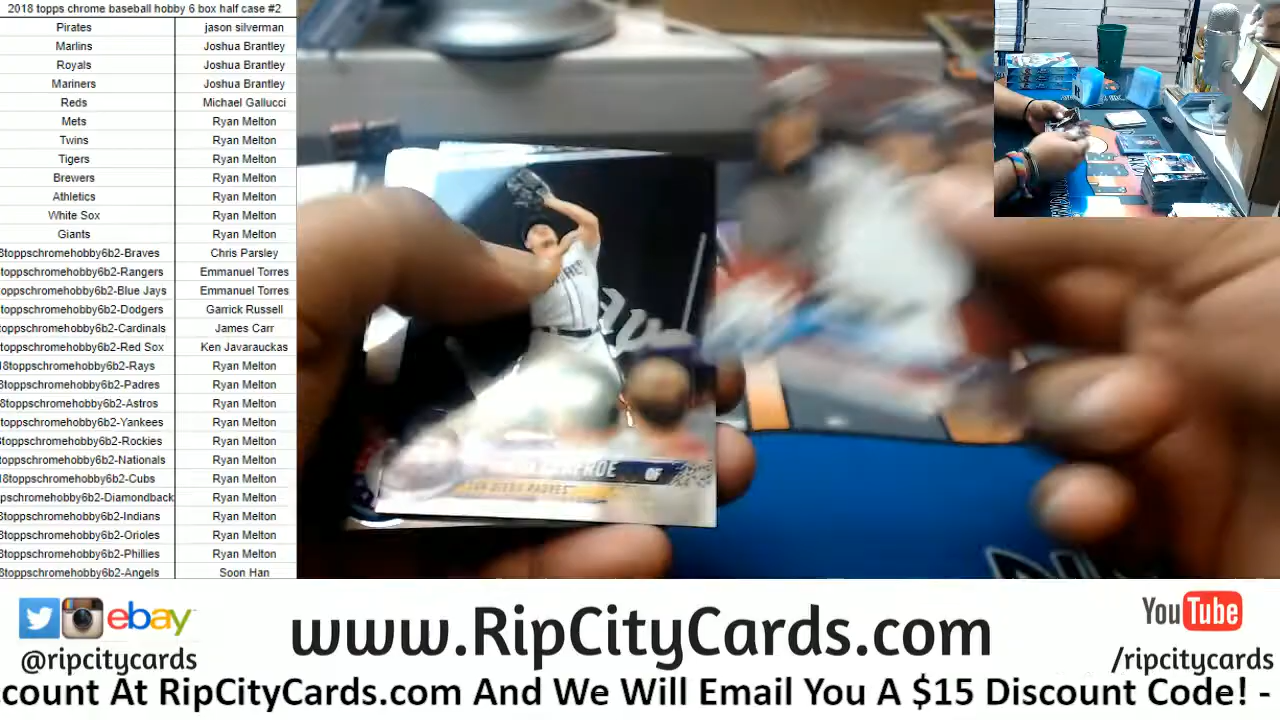 2018 topps chrome baseball hobby 6 box half case #2
Pirates jason silverman
Marlins Joshua Brantley
Royals Joshua Brantley
Mariners Joshua Brantley
Reds Michael Gallucci
Mets Ryan Melton
Twins Ryan Melton
Tigers Ryan Melton
Brewers Ryan Melton
Athletics Ryan Melton
White Sox Ryan Melton
Giants Ryan Melton
8toppschromehobby6b2-Braves Chris Parsley
toppschromehobby6b2-Rangers Emmanuel Torres
oppschromehobby6b2-Blue Jays Emmanuel Torres
toppschromehobby6b2-Dodgers Garrick Russell
oppschromehobby6b2-Cardinals James Carr
toppschromehobby6b2-Red Sox Ken Javarauckas
18toppschromehobby6b2-Rays Ryan Melton
8toppschromehobby6b2-Padres Ryan Melton
8toppschromehobby6b2-Astros Ryan Melton
toppschromehobby6b2-Yankees Ryan Melton
toppschromehobby6b2-Rockies Ryan Melton
toppschromehobby6b2-Nationals Ryan Melton
18toppschromehobby6b2-Cubs Ryan Melton
pschromehobby6b2-Diamondback Ryan Melton
8toppschromehobby6b2-Indians Ryan Melton
8toppschromehobby6b2-Orioles Ryan Melton
8toppschromehobby6b2-Phillies Ryan Melton
8toppschromehobby6b2-Angels Soon Han
OF
SAN DIEGO PADRES
ebay
@ripcitycards
www.RipCityCards.com
YouTube
/ripcitycards
count At RipCityCards.com And We Will Email You A $15 Discount Code! -